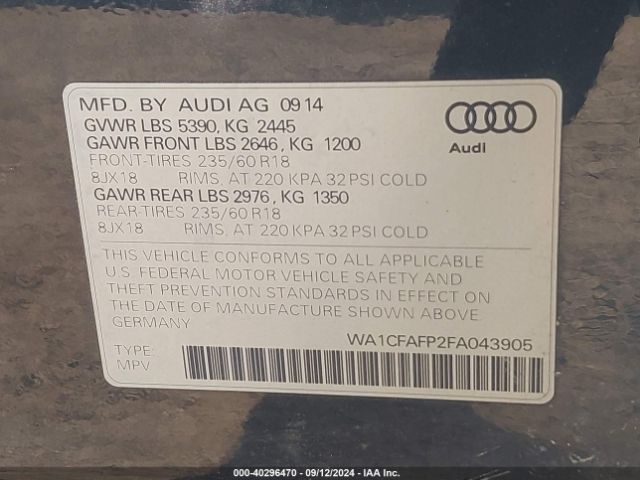 MFD. BY AUDI AG 09 14
GVWR LBS 5390, KG 2445
GAWR FRONT LBS 2646, KG 1200
FRONT-TIRES 235/60 R18
8JX18 RIMS, AT 220 KPA 32 PSI COLD
GAWR REAR LBS 2976, KG 1350
REAR-TIRES 235/60 R18
8JX18 RIMS, AT 220 KPA 32 PSI COLD
Audi
THIS VEHICLE CONFORMS TO ALL APPLICABLE
U.S. FEDERAL MOTOR VEHICLE SAFETY AND
THEFT PREVENTION STANDARDS IN EFFECT ON
THE DATE OF MANUFACTURE SHOWN ABOVE
GERMANY
WA1CFAFP2FA043905
TYPE:
MPV
000-40296470 - 09/12/2024 - IAA Inc.